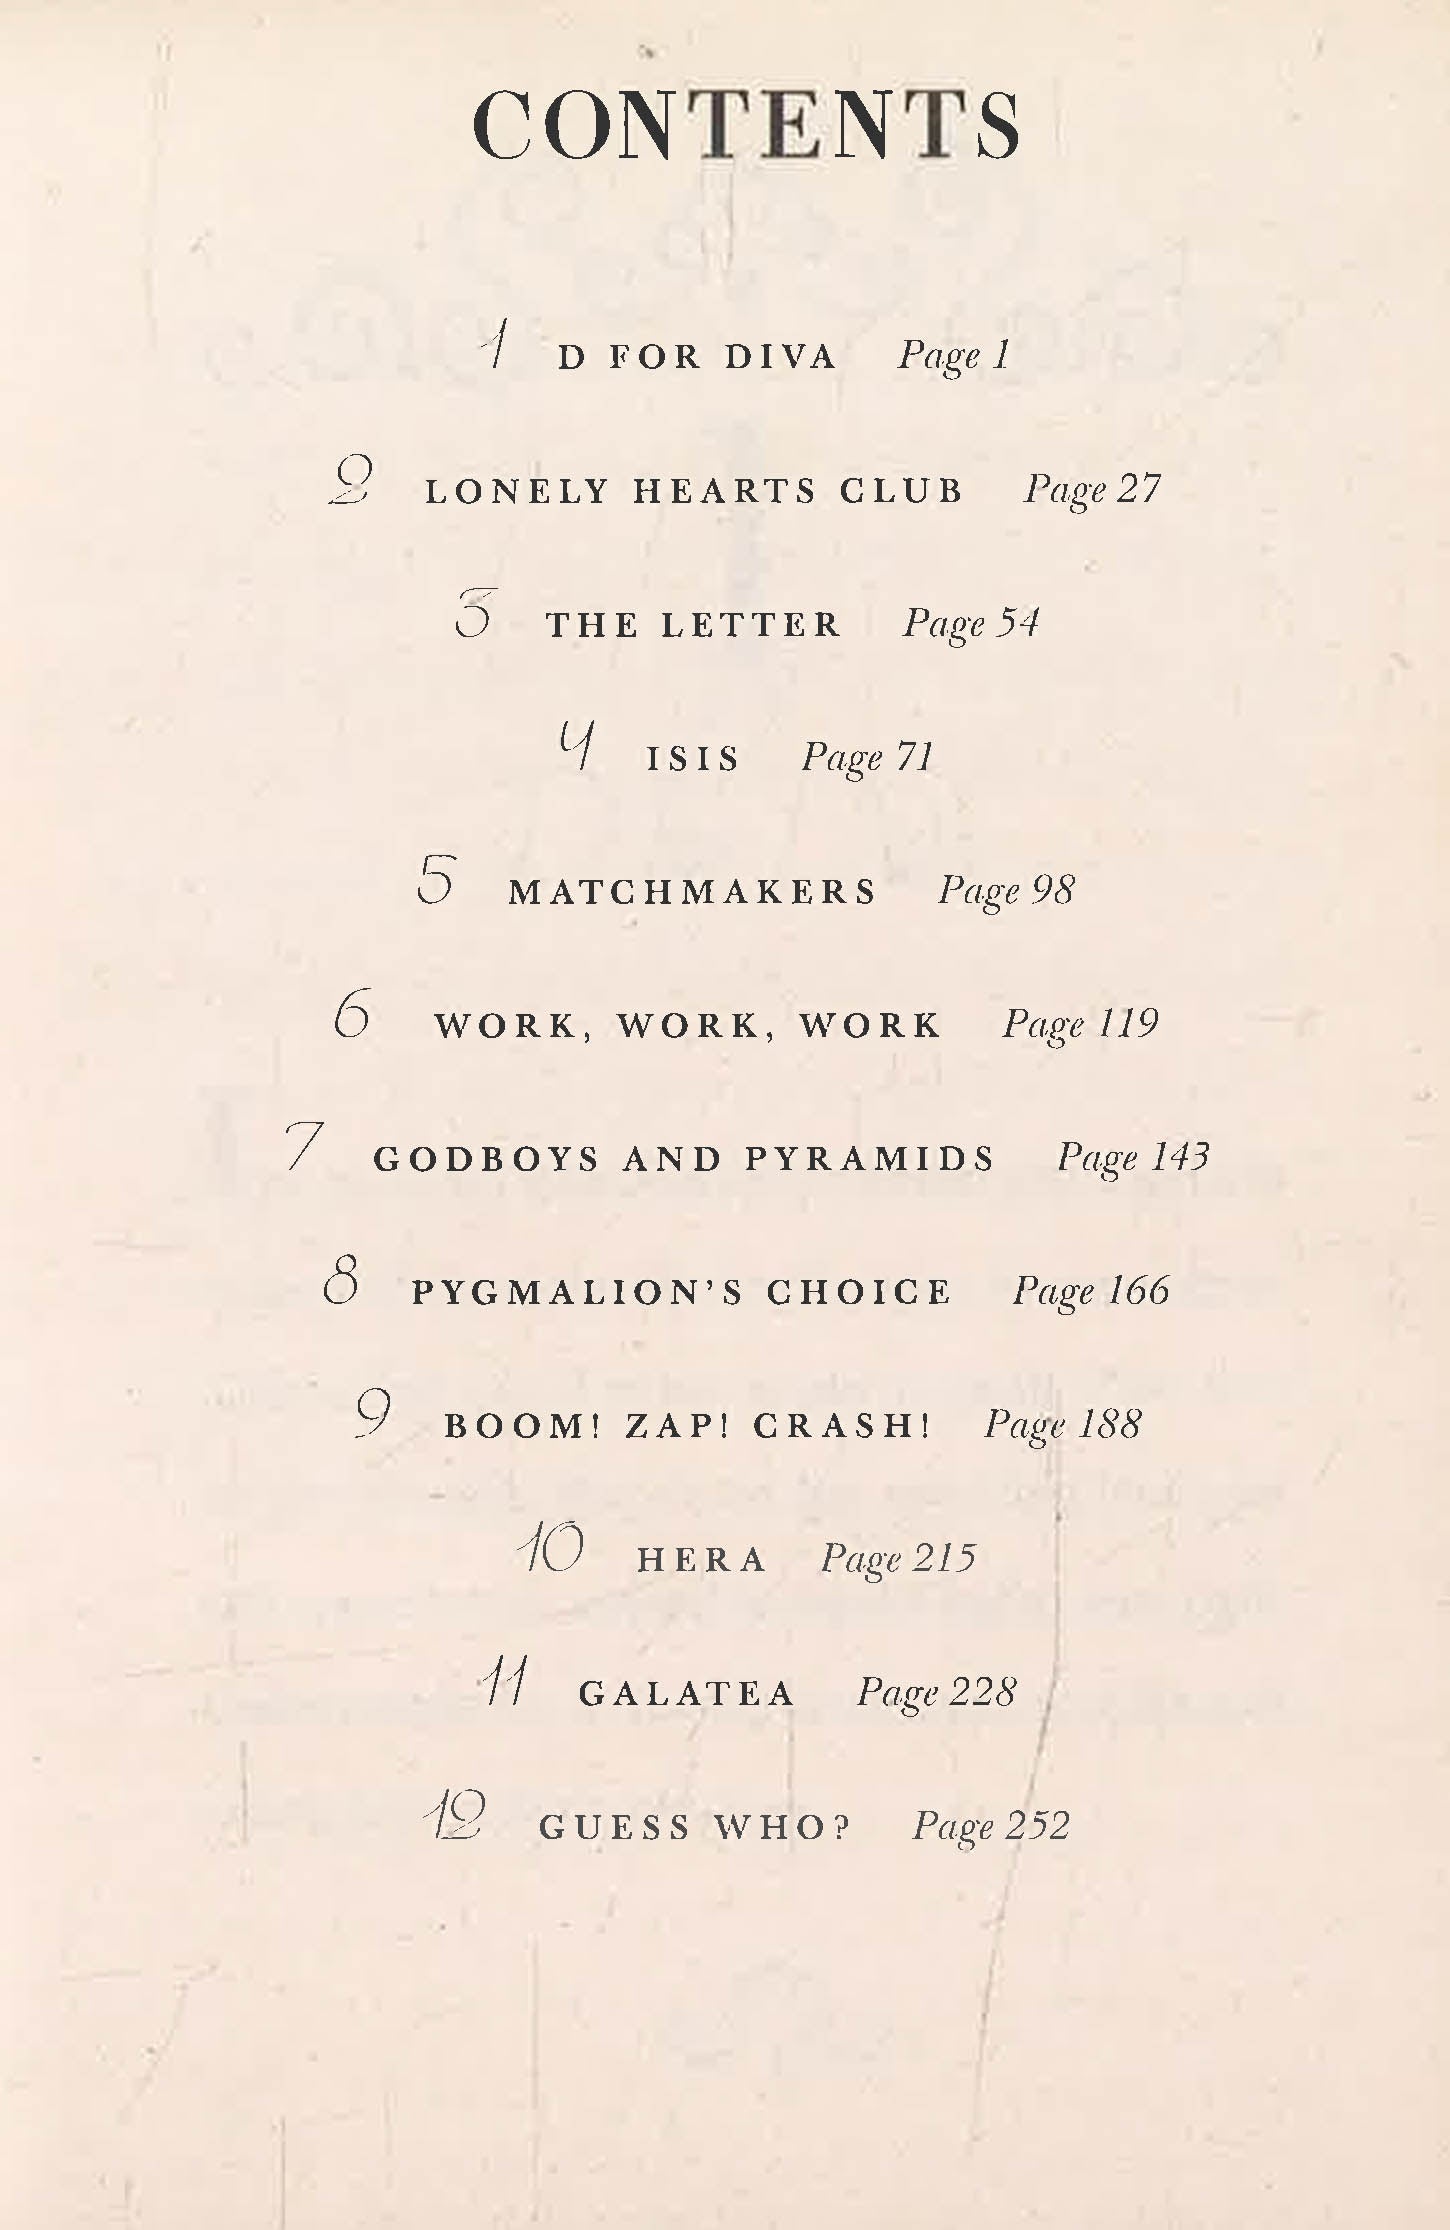 CONTENTS
1 D FOR DIVA Page 1
2 LONELY HEARTS CLUB Page 27
3 THE LETTER Page 54
4 ISIS Page 71
5 MATCHMAKERS Page 98
6 WORK, WORK, WORK Page 119
7 GODBOYS AND PYRAMIDS Page 143
8 PYGMALION'S CHOICE Page 166
9 BOOM! ZAP! CRASH! Page 188
10 HERA Page 215
11 GALATEA Page 228
12 GUESS WHO? Page 252